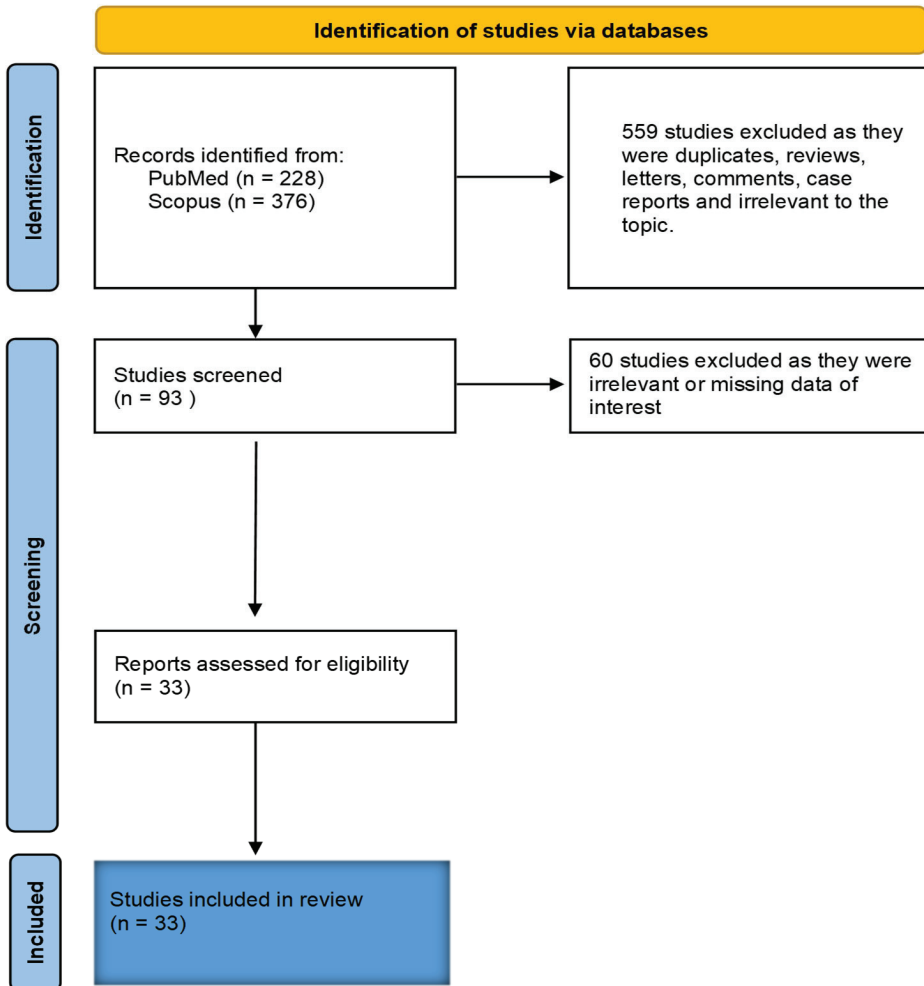 Identification of studies via databases
Identification
Records identified from:
PubMed (n = 228)
Scopus (n = 376)
559 studies excluded as they
were duplicates, reviews,
letters, comments, case
reports and irrelevant to the
topic.
Screening
Studies screened
(n = 93 )
60 studies excluded as they were
irrelevant or missing data of
interest
Reports assessed for eligibility
(n = 33)
Included
Studies included in review
(n = 33)